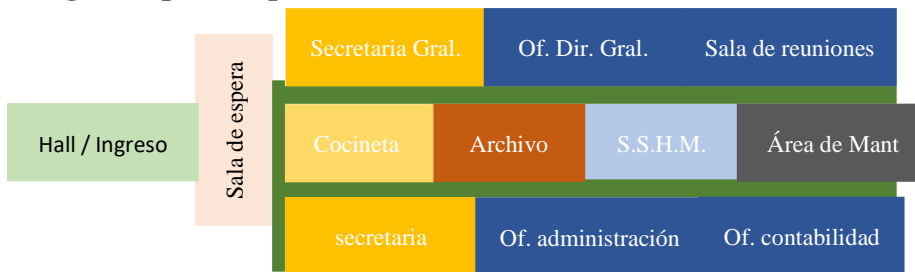 Hall / Ingreso
Sala de espera
Secretaria Gral.
Of. Dir. Gral.
Sala de reuniones
Cocineta
Archivo
S.S.H.M.
Área de Mant
secretaria
Of. administración
Of. contabilidad